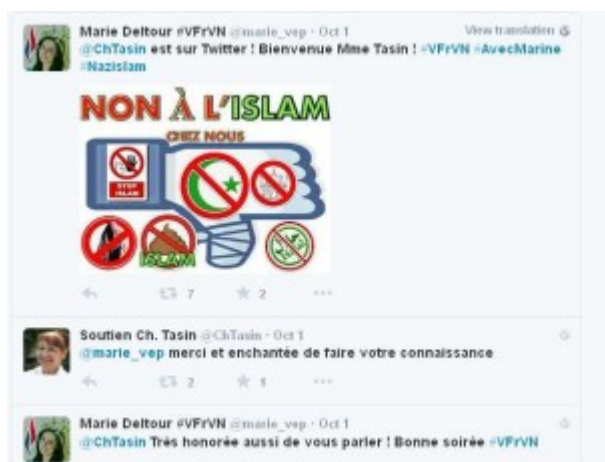 Marie Deltour #VFrVN @marie_vep · Oct 1 View translation
@ChTasin est sur Twitter ! Bienvenue Mme Tasin ! #VFrVN #AvecMarine
#Nazislam
NON À L'ISLAM
CHEZ NOUS
STOP
ISLAM
ISLAM
7 2
Soutien Ch. Tasin @ChTasin · Oct 1
@marie_vep merci et enchantée de faire votre connaissance
2 1
Marie Deltour #VFrVN @marie_vep · Oct 1
@ChTasin Très honorée aussi de vous parler ! Bonne soirée #VFrVN